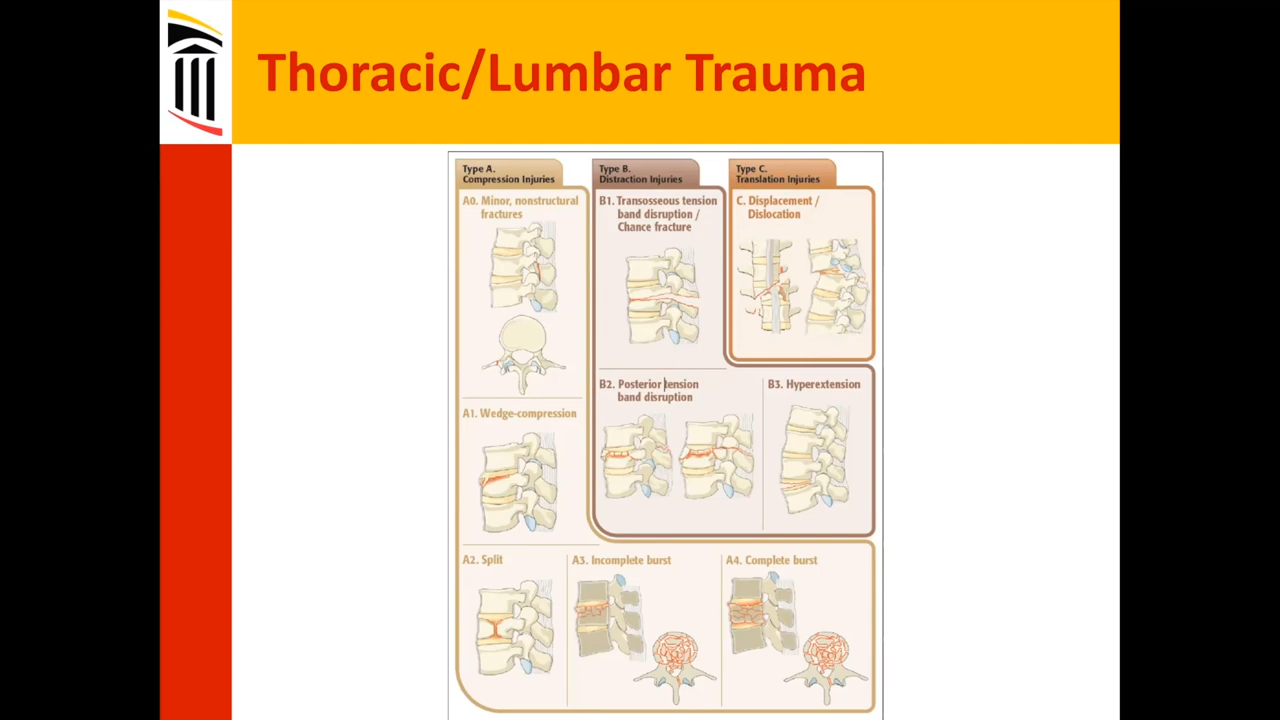 Thoracic/Lumbar Trauma
Type A.
Compression Injuries
Type B.
Distraction Injuries
Type C.
Translation Injuries
A0. Minor, nonstructural
fractures
B1. Transosseous tension
band disruption /
Chance fracture
C. Displacement /
Dislocation
A1. Wedge-compression
B2. Posterior tension
band disruption
B3. Hyperextension
A2. Split
A3. Incomplete burst
A4. Complete burst